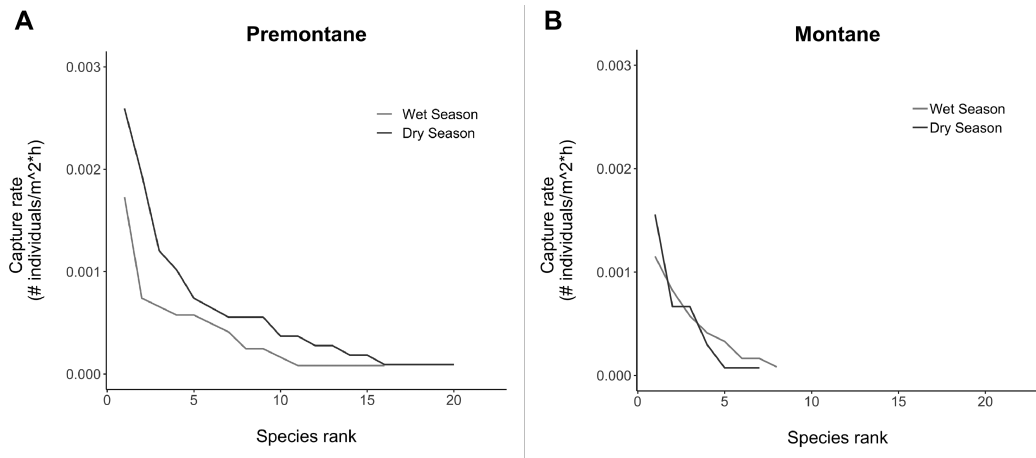 A
Premontane
0.003
0.002
0.001
0.000
Capture rate
(# individuals/m^2*h)
Wet Season
Dry Season
0 5 10 15 20
Species rank
B
Montane
0.003
0.002
0.001
0.000
Capture rate
(# individuals/m^2*h)
Wet Season
Dry Season
0 5 10 15 20
Species rank